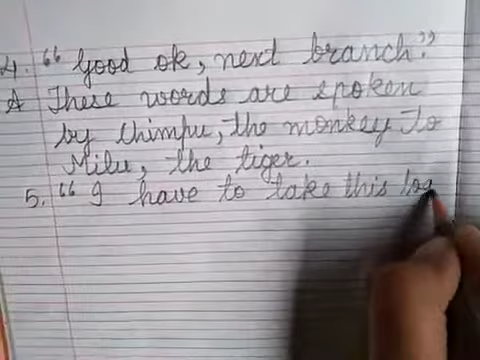 4. " Good ok, next branch."
A These words are spoken
by Chimpu, the monkey To
Milu, the tiger.
5. " I have to take this log